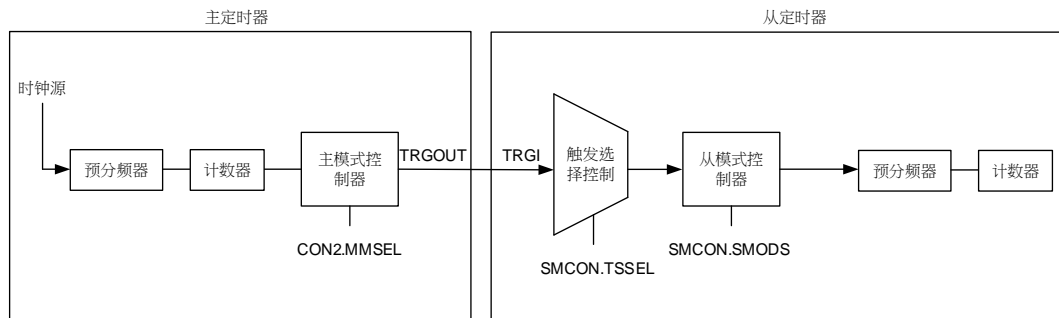 主定时器
从定时器
时钟源
预分频器
计数器
主模式控
制器
TRGOUT
TRGI
触发选
择控制
从模式控
制器
预分频器
计数器
CON2.MMSEL
SMCON.TSSEL
SMCON.SMODS